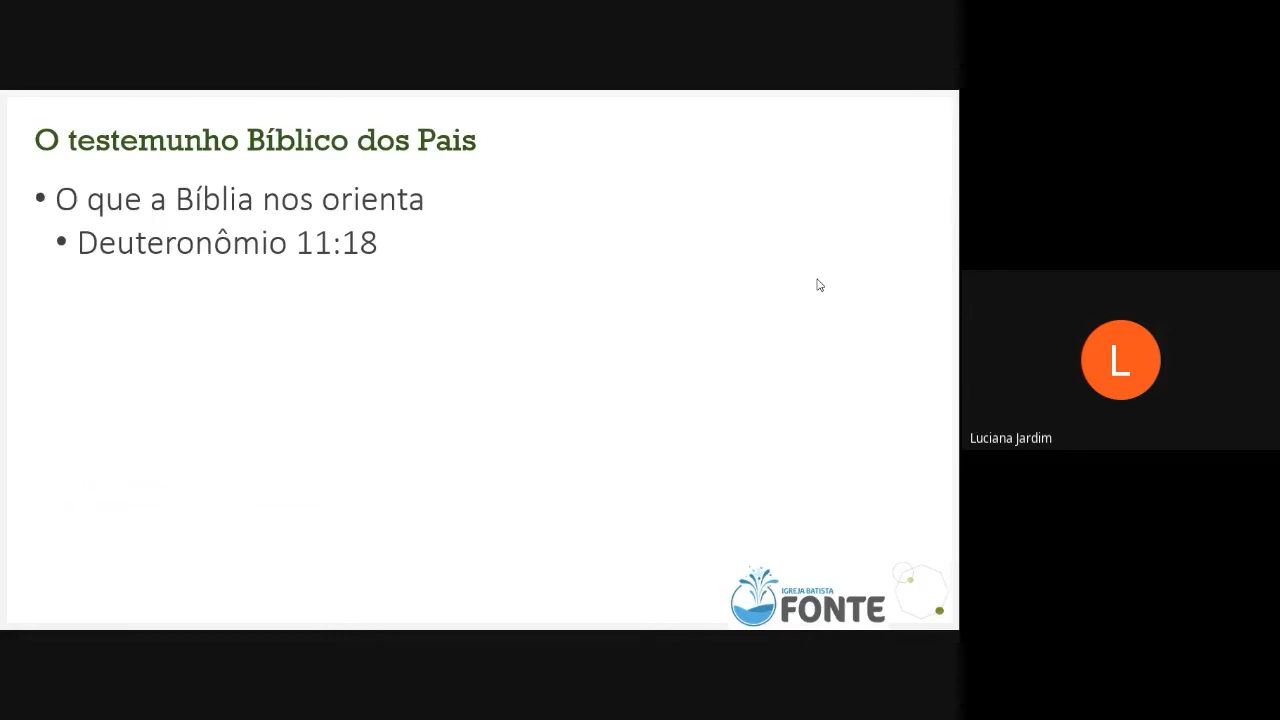 O testemunho Bíblico dos Pais
• O que a Bíblia nos orienta
• Deuteronômio 11:18
L
Luciana Jardim
IGREJA BATISTA
FONTE